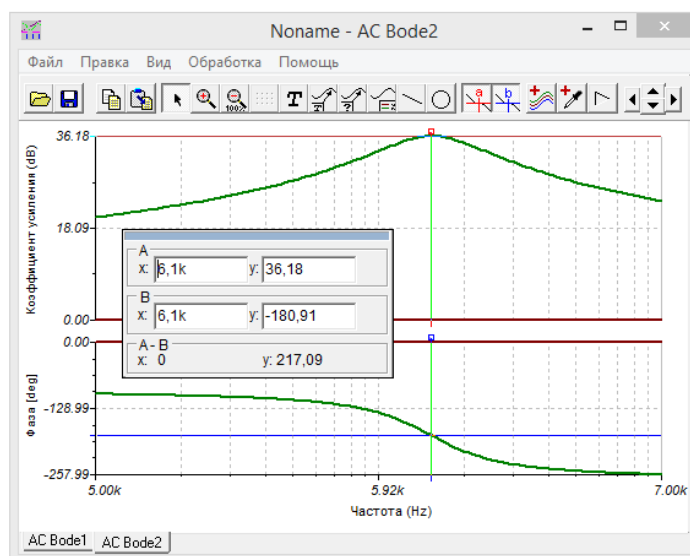 Noname - AC Bode2
Файл Правка Вид Обработка Помощь
100% T T ? a b
Коэффициент усиления (dB)
36.18
18.09
0.00
A
x: 6,1k y: 36,18
B
x: 6,1k y: -180,91
A - B
x: 0 y: 217,09
Фаза [deg]
0.00
-128.99
-257.99
5.00k 5.92k 7.00k
Частота (Hz)
AC Bode1 AC Bode2